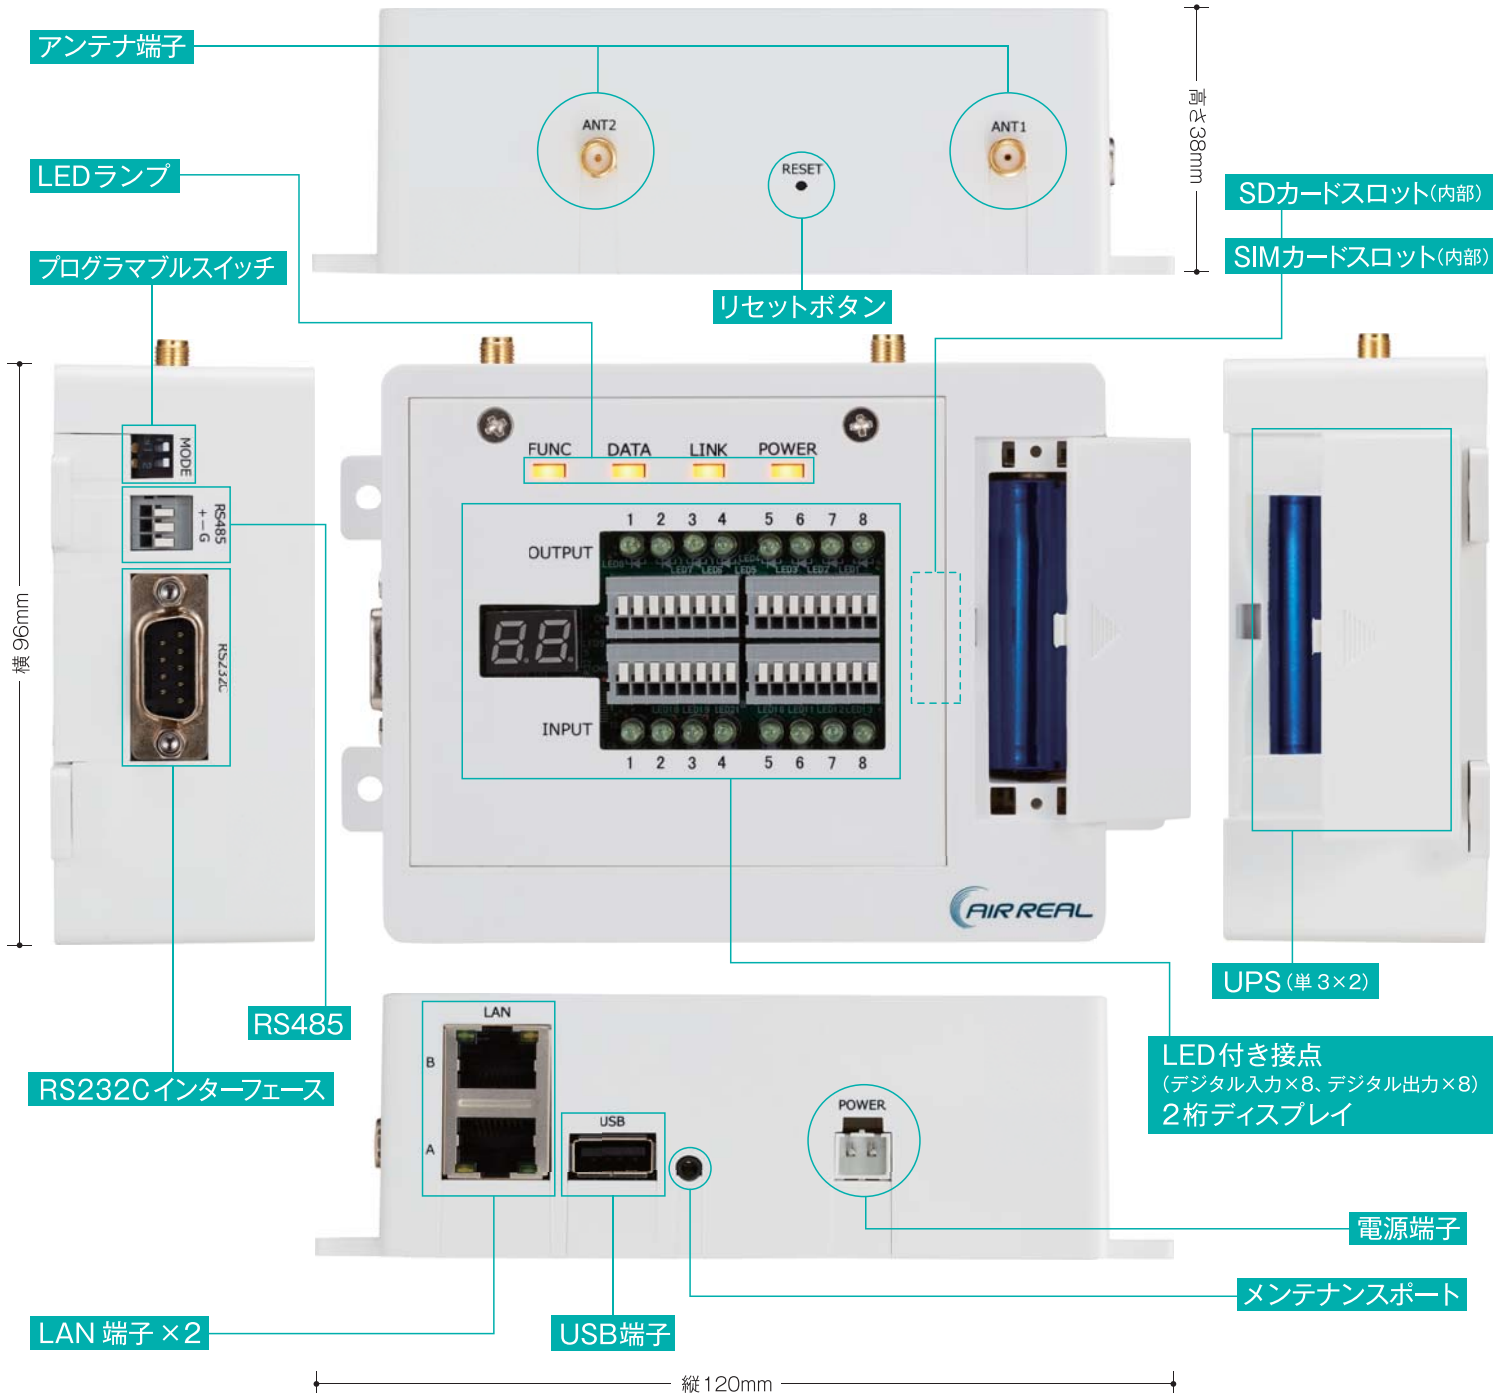 アンテナ端子
ANT2
ANT1
高さ38mm
LEDランプ
RESET
SDカードスロット(内部)
SIMカードスロット(内部)
プログラマブルスイッチ
リセットボタン
MODE
FUNC DATA LINK POWER
RS485
+ − G
1 2 3 4 5 6 7 8
OUTPUT
横96mm
RS232C
88
INPUT
1 2 3 4 5 6 7 8
AIR REAL
UPS(単3×2)
RS485
LAN
B
A
USB
POWER
LED付き接点
(デジタル入力×8、デジタル出力×8)
2桁ディスプレイ
RS232Cインターフェース
電源端子
メンテナンスポート
LAN 端子×2
USB端子
縦120mm